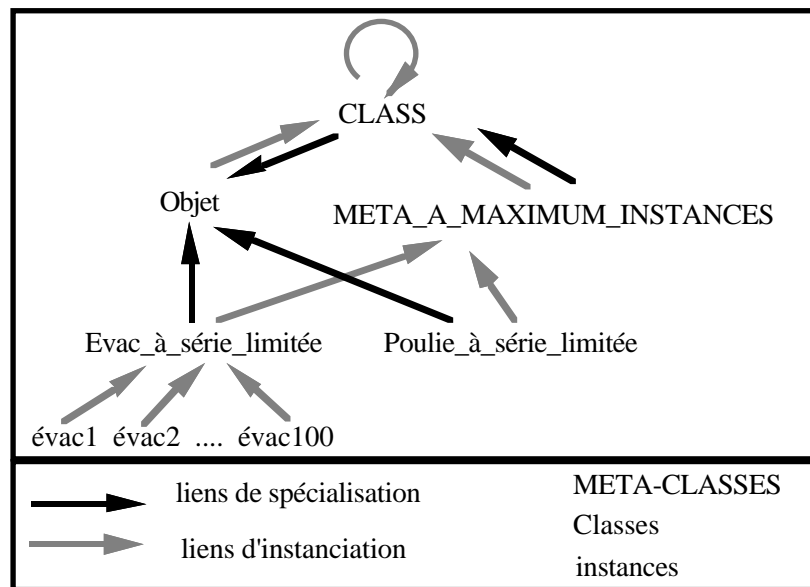 CLASS
Objet
META_A_MAXIMUM_INSTANCES
Evac_à_série_limitée Poulie_à_série_limitée
évac1 évac2 .... évac100
liens de spécialisation
META-CLASSES
Classes
liens d'instanciation
instances